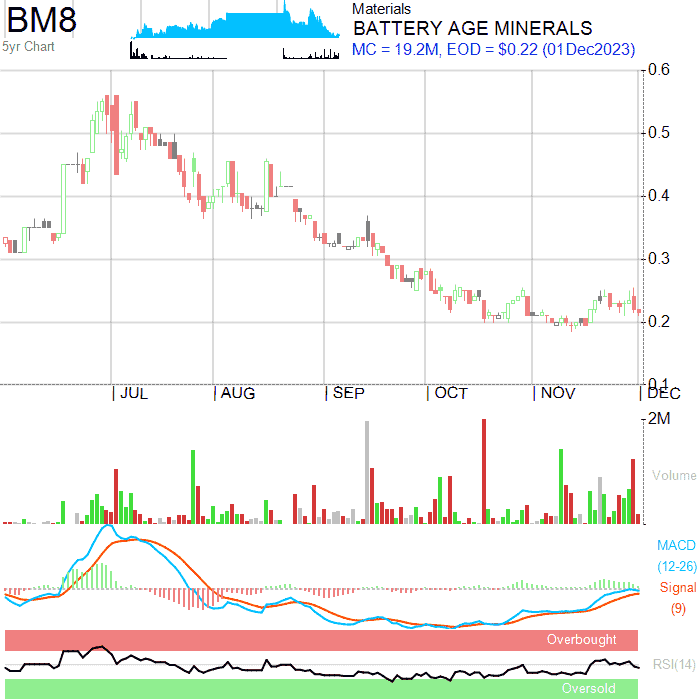 BM8
5yr Chart
Materials
BATTERY AGE MINERALS
MC = 19.2M, EOD = $0.22 (01Dec2023)
0.6
0.5
0.4
0.3
0.2
0.1
JUL AUG SEP OCT NOV DEC
2M
Volume
MACD
(12-26)
Signal
(9)
Overbought
RSI(14)
Oversold